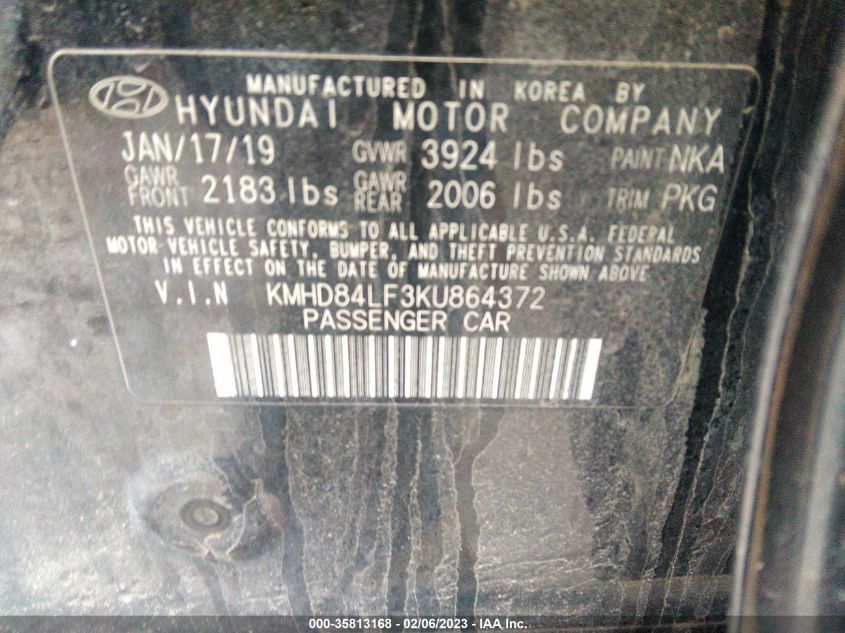 MANUFACTURED IN KOREA BY
HYUNDAI MOTOR COMPANY
JAN/17/19 GVWR 3924 lbs PAINT NKA
GAWR FRONT 2183 lbs GAWR REAR 2006 lbs TRIM PKG
THIS VEHICLE CONFORMS TO ALL APPLICABLE U.S.A. FEDERAL
MOTOR VEHICLE SAFETY, BUMPER, AND THEFT PREVENTION STANDARDS
IN EFFECT ON THE DATE OF MANUFACTURE SHOWN ABOVE
V.I.N KMHD84LF3KU864372
PASSENGER CAR
000-35813168 - 02/06/2023 - IAA Inc.